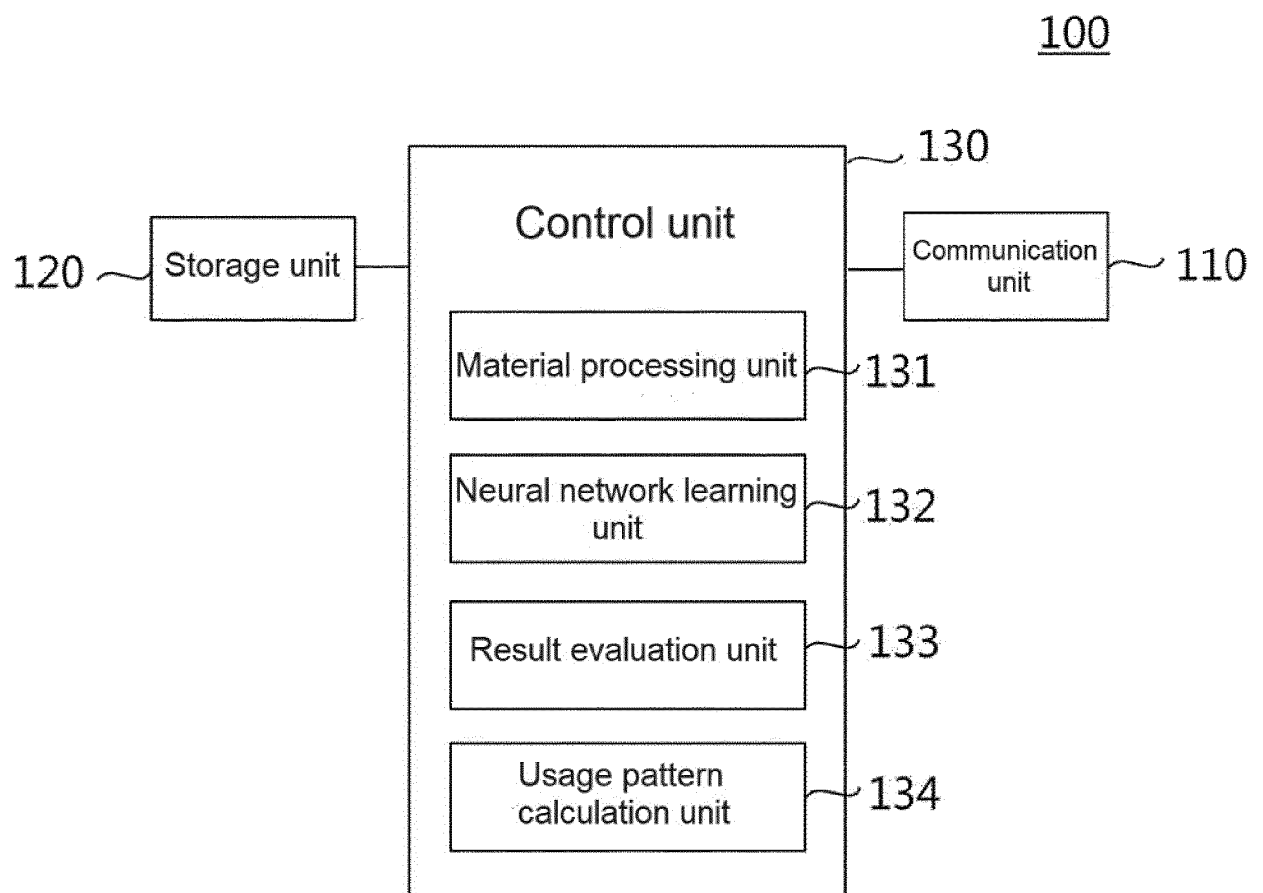 100
130
Control unit
Storage unit
120
Communication
unit
110
Material processing unit
131
Neural network learning
unit
132
Result evaluation unit
133
Usage pattern
calculation unit
134